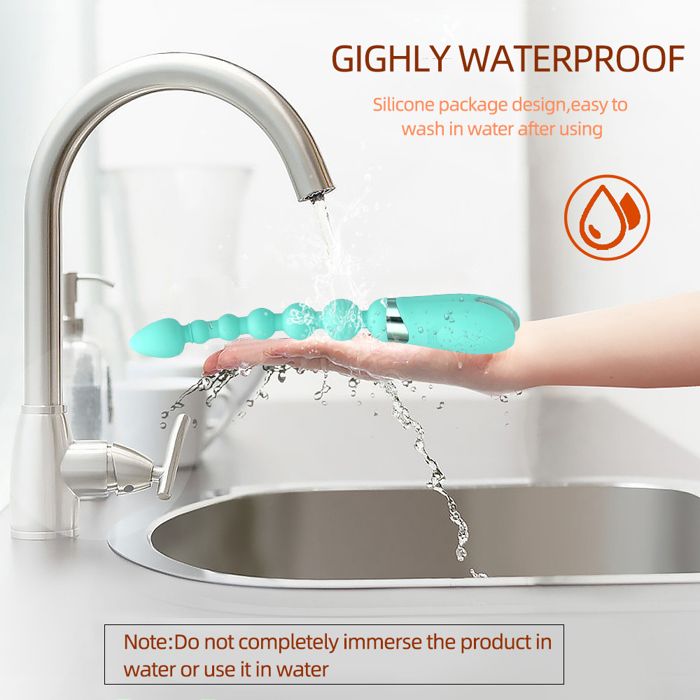 GIGHLY WATERPROOF
Silicone package design,easy to
wash in water after using
Note:Do not completely immerse the product in
water or use it in water